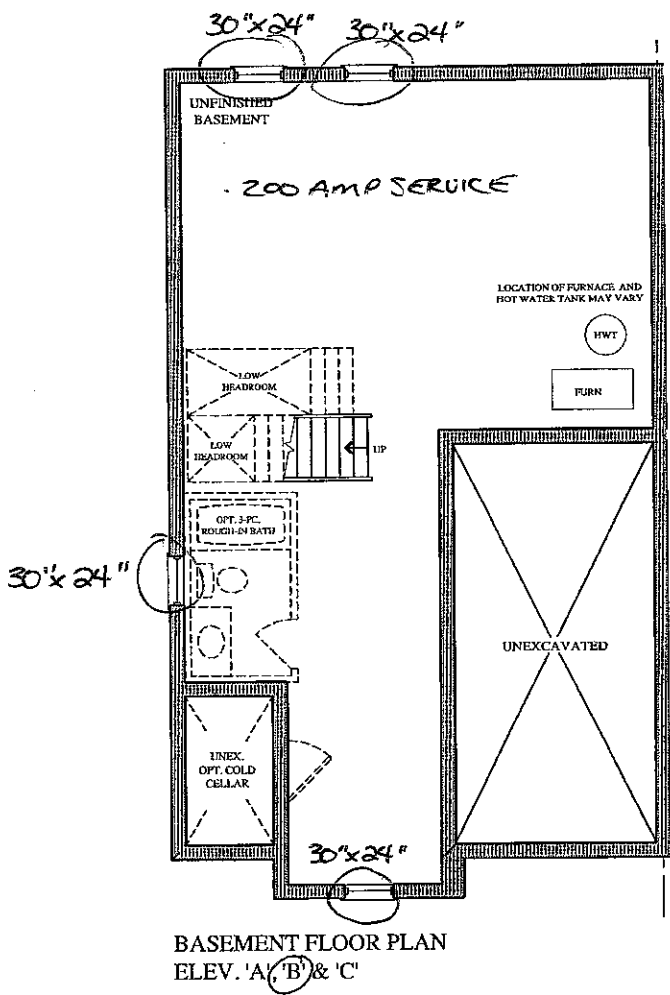 30"x24" 30"x24"
UNFINISHED
BASEMENT
. 200 AMP SERVICE
LOCATION OF FURNACE AND
HOT WATER TANK MAY VARY
HWT
FURN
LOW
HEADROOM
LOW
HEADROOM
UP
OPT. 3-PC.
ROUGH-IN BATH
30"x24"
UNEXCAVATED
UNEX.
OPT. COLD
CELLAR
30"x24"
BASEMENT FLOOR PLAN
ELEV. 'A', 'B' & 'C'